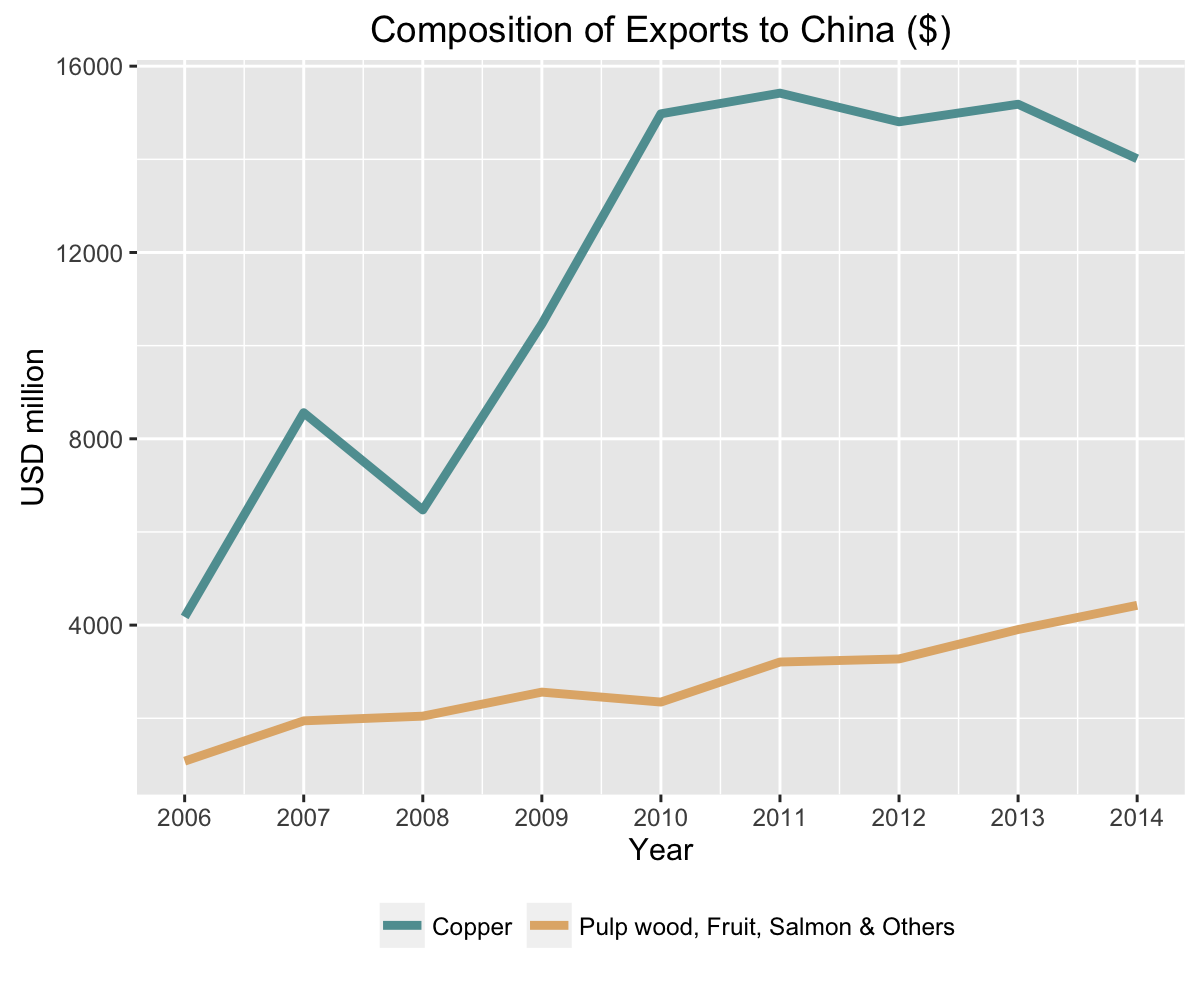 Composition of Exports to China ($)
16000
12000
8000
4000
USD million
2006 2007 2008 2009 2010 2011 2012 2013 2014
Year
Copper Pulp wood, Fruit, Salmon & Others